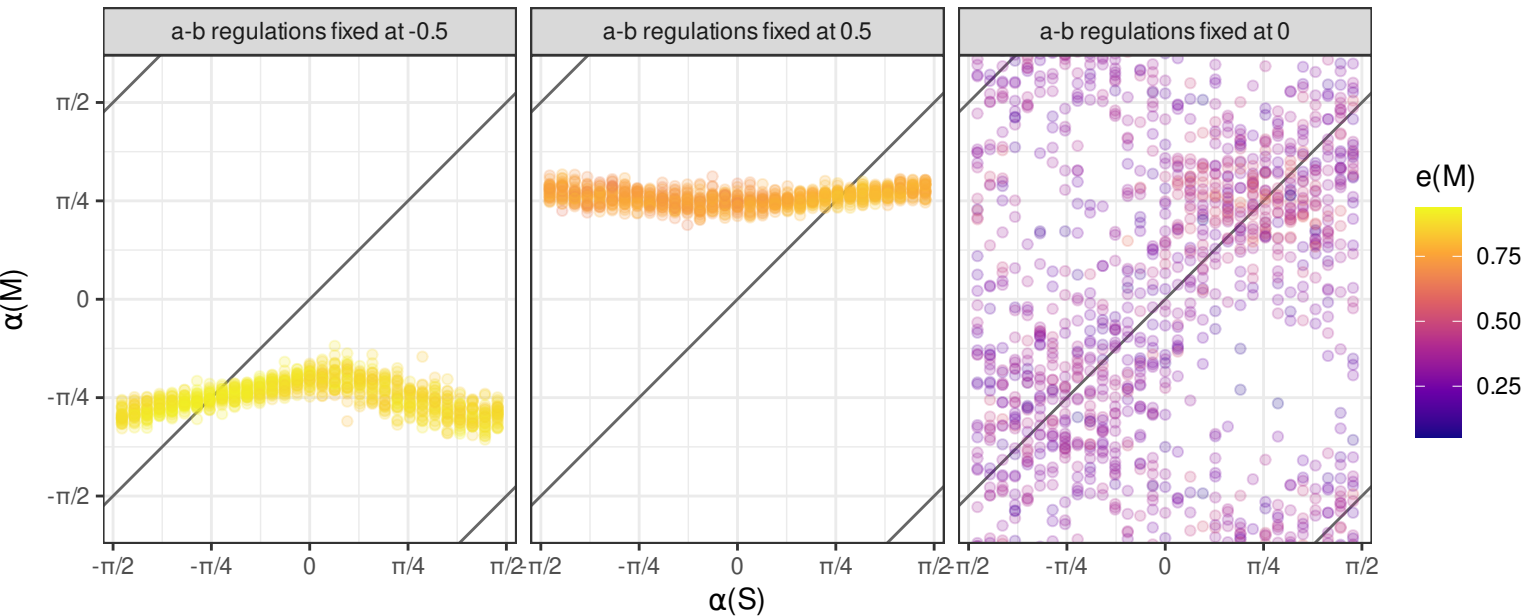 a-b regulations fixed at -0.5
a-b regulations fixed at 0.5
a-b regulations fixed at 0
α(M)
π/2
π/4
0
-π/4
-π/2
-π/2 -π/4 0 π/4 π/2
-π/2 -π/4 0 π/4 π/2
-π/2 -π/4 0 π/4 π/2
α(S)
e(M)
0.75
0.50
0.25